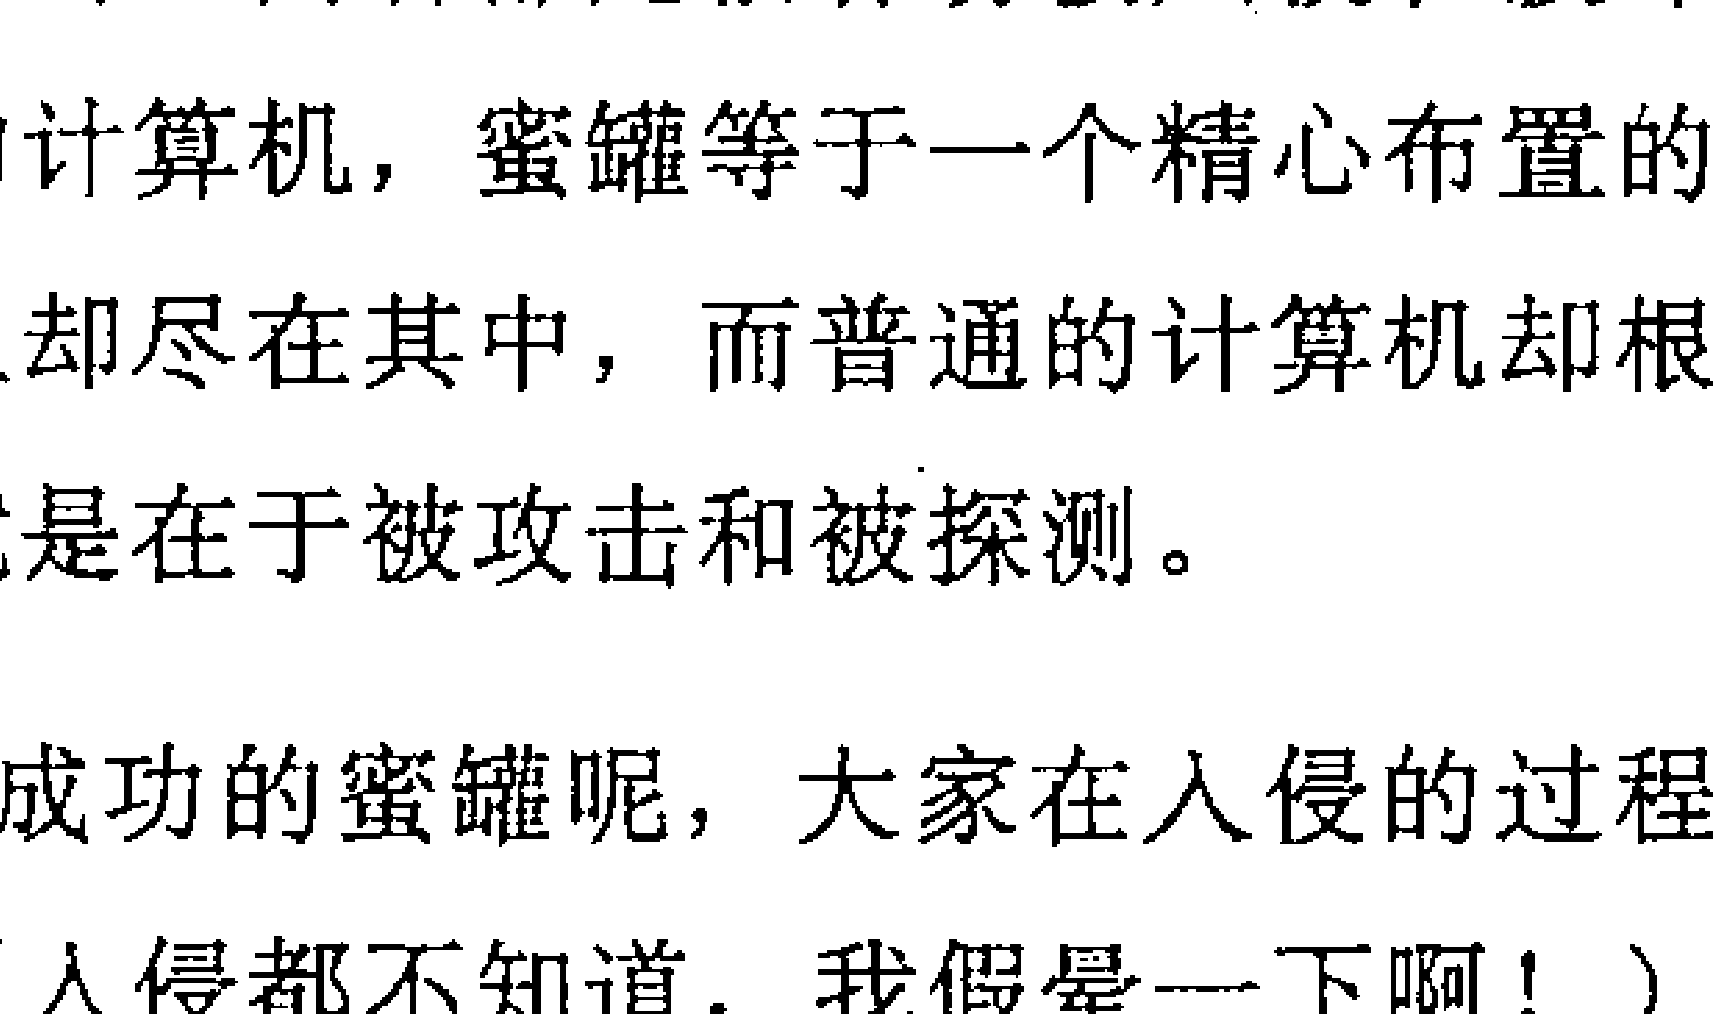 计算机，蜜罐等于一个精心布置的
却尽在其中，而普通的计算机却根
是在于被攻击和被探测。
成功的蜜罐呢，大家在入侵的过程
入侵都不知道，我假是一下啊！）